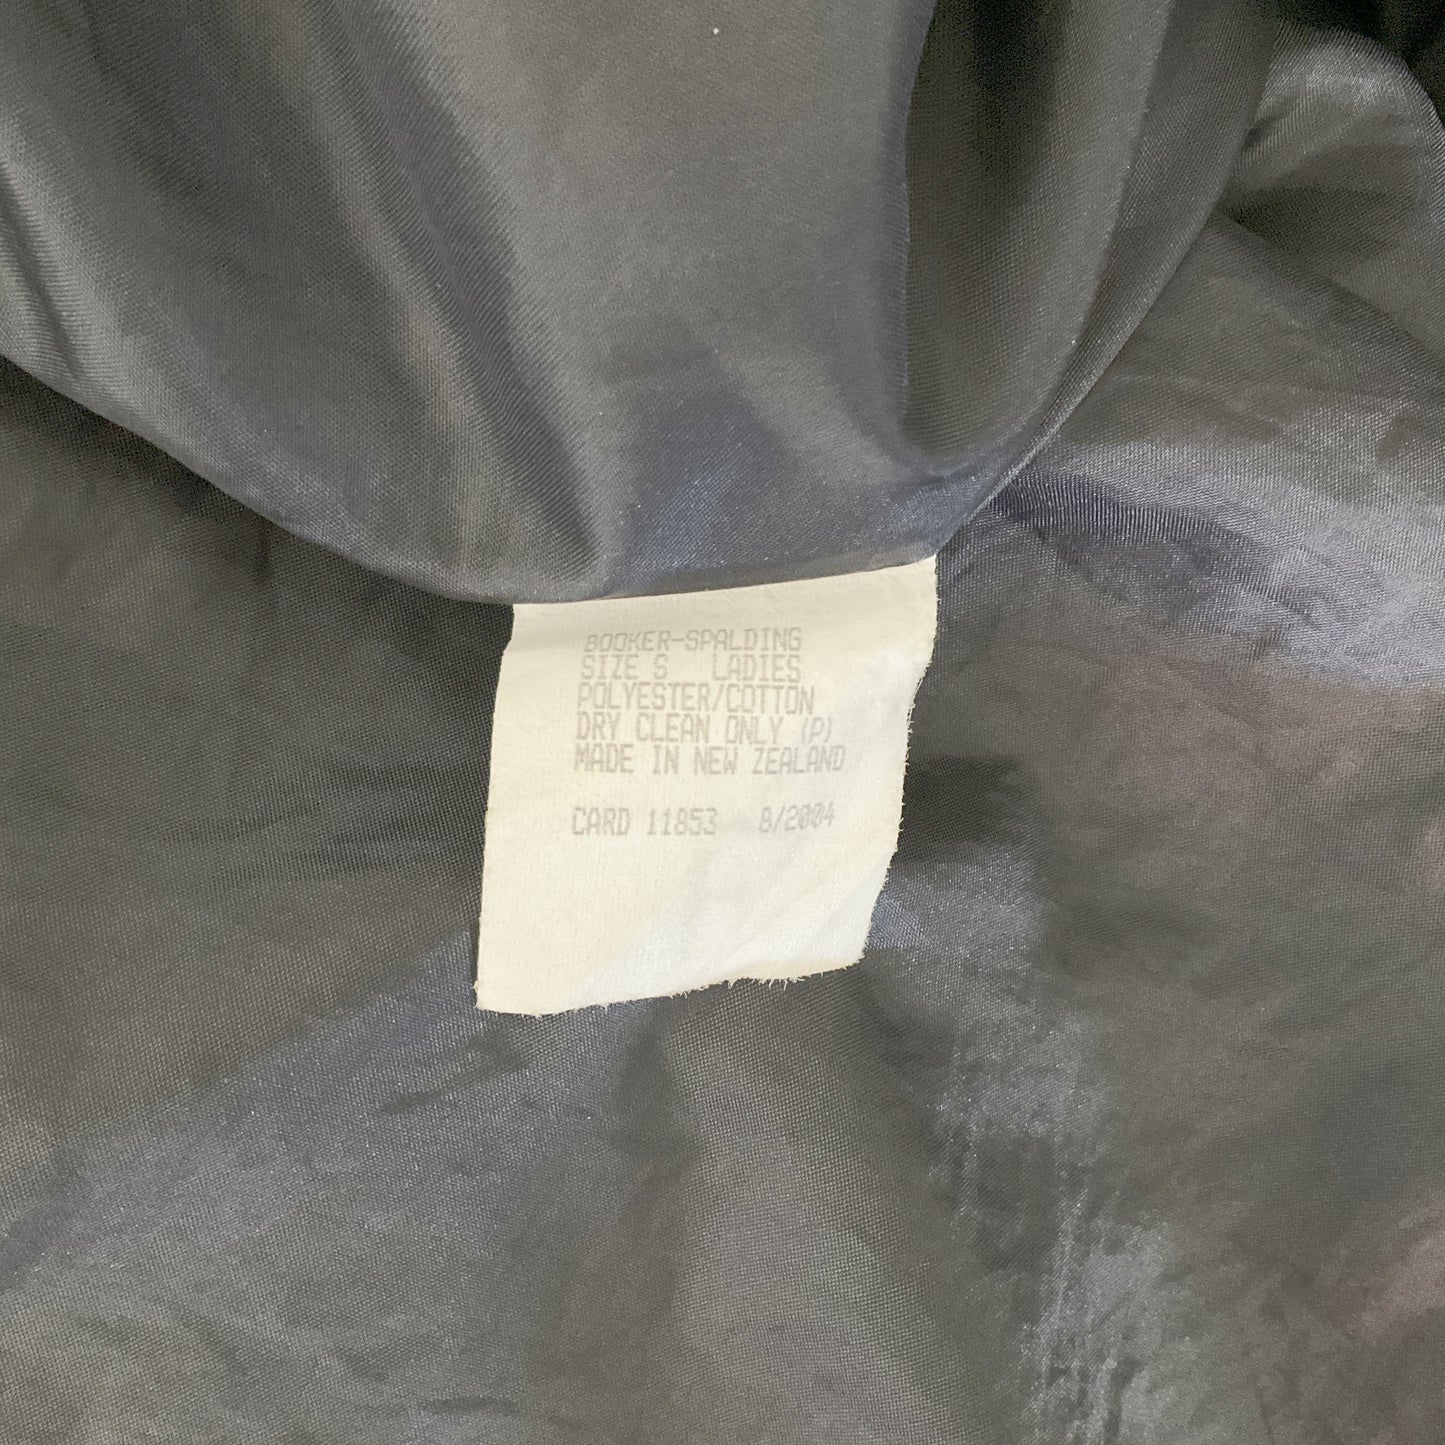 BOOKER-SPALDING
SIZE S LADIES
POLYESTER/COTTON
DRY CLEAN ONLY (P)
MADE IN NEW ZEALAND
CARD 11853 8/2004